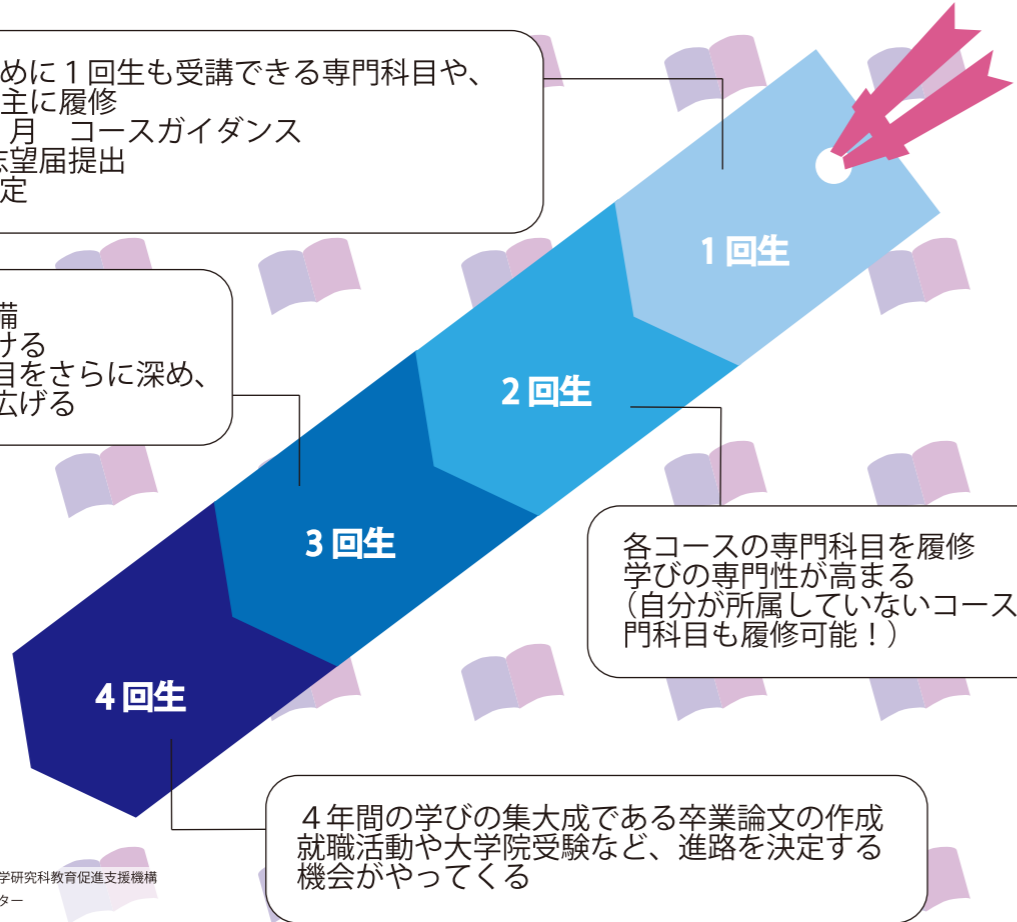 めに１回生も受講できる専門科目や、
主に履修
月　コースガイダンス
志望届提出
定
１回生
備
ける
目をさらに深め、
広げる
２回生
３回生
各コースの専門科目を履修
学びの専門性が高まる
（自分が所属していないコース
門科目も履修可能！）
４回生
４年間の学びの集大成である卒業論文の作成
就職活動や大学院受験など、進路を決定する
機会がやってくる
学研究科教育促進支援機構
ター